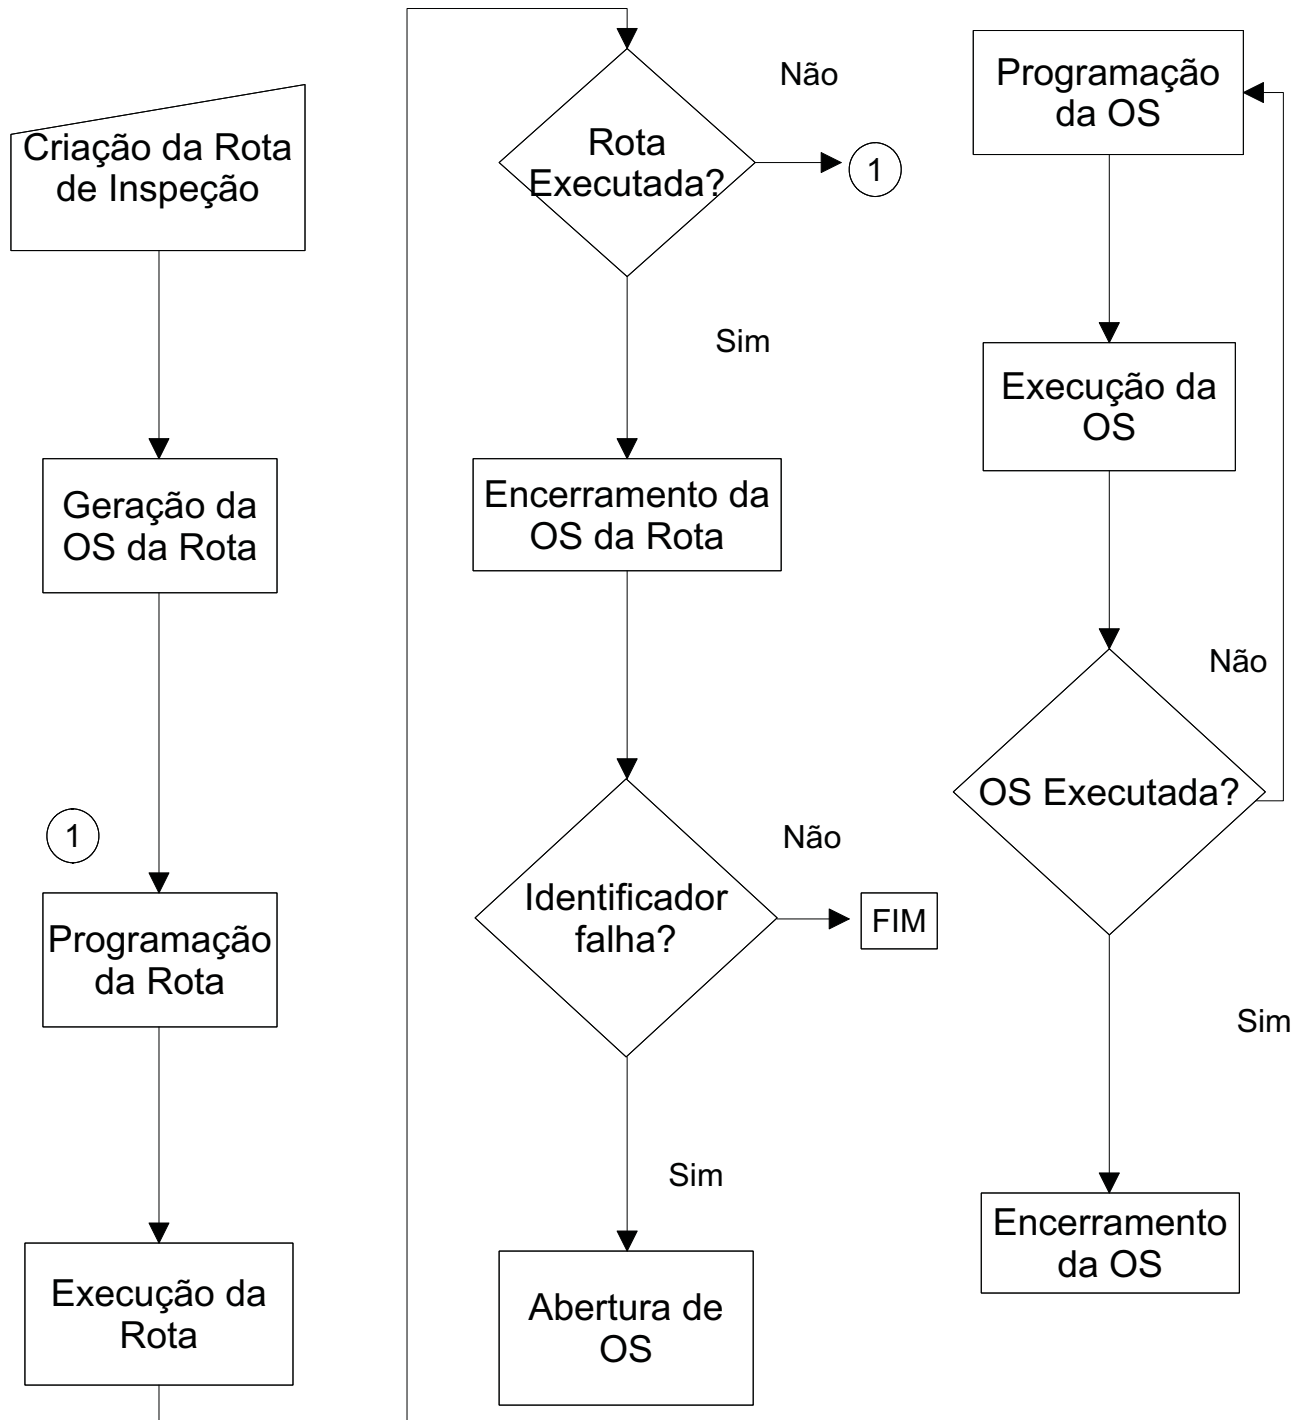 Criação da Rota
de Inspeção
Geração da
OS da Rota
1
Programação
da Rota
Execução da
Rota
Rota
Executada?
Não
1
Sim
Encerramento da
OS da Rota
Identificador
falha?
Não
FIM
Sim
Abertura de
OS
Programação
da OS
Execução da
OS
OS Executada?
Não
Sim
Encerramento
da OS